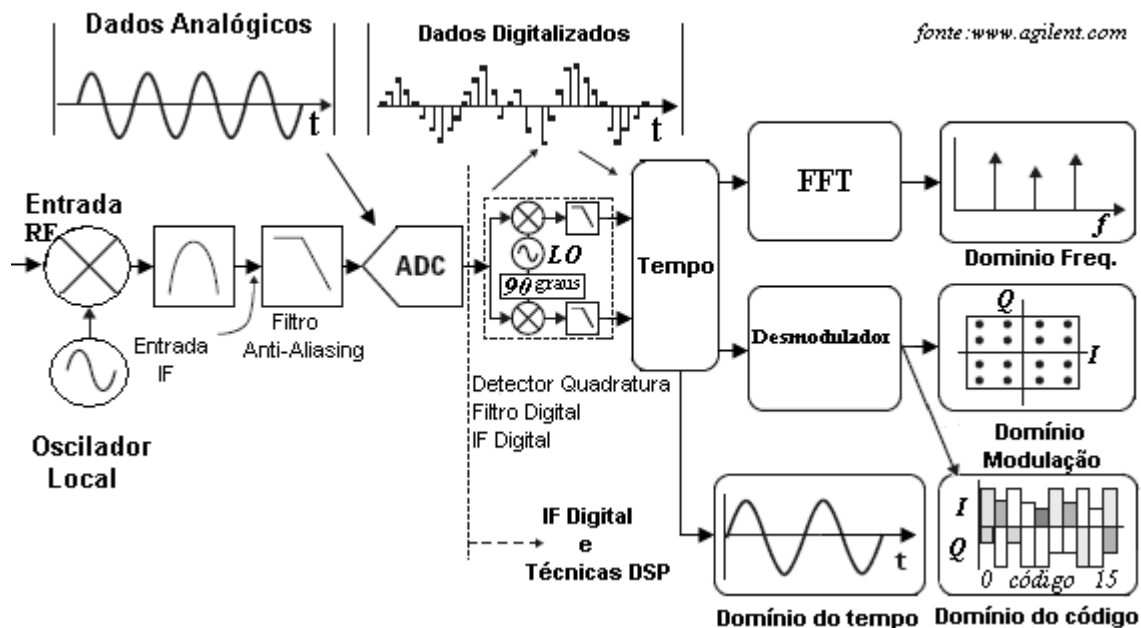 Dados Analógicos
Dados Digitalizados
fonte:www.agilent.com
t
t
Entrada
RF
ADC
LO
90 graus
Tempo
FFT
f
Dominio Freq.
Entrada
IF
Filtro
Anti-Aliasing
Desmodulador
Q
I
Oscilador
Local
Detector Quadratura
Filtro Digital
IF Digital
Domínio
Modulação
IF Digital
e
Técnicas DSP
t
I
Q
0 código 15
Domínio do tempo
Domínio do código